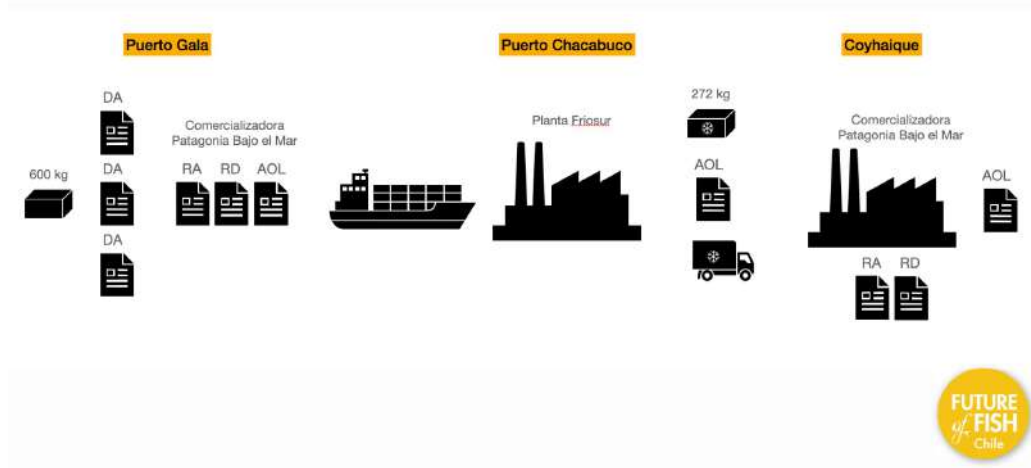 Puerto Gala
Puerto Chacabuco
Coyhaique
DA
Comercializadora
Patagonia Bajo el Mar
600 kg
DA
RA RD AOL
DA
Planta Friosur
272 kg
AOL
Comercializadora
Patagonia Bajo el Mar
AOL
RA RD
FUTURE
of FISH
Chile